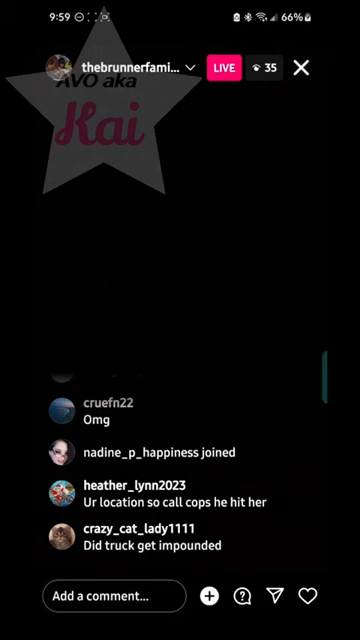 9:59
66%
thebrunnerfami...
LIVE
35
AVO aka
Kai
cruefn22
Omg
nadine_p_happiness joined
heather_lynn2023
Ur location so call cops he hit her
crazy_cat_lady1111
Did truck get impounded
Add a comment...